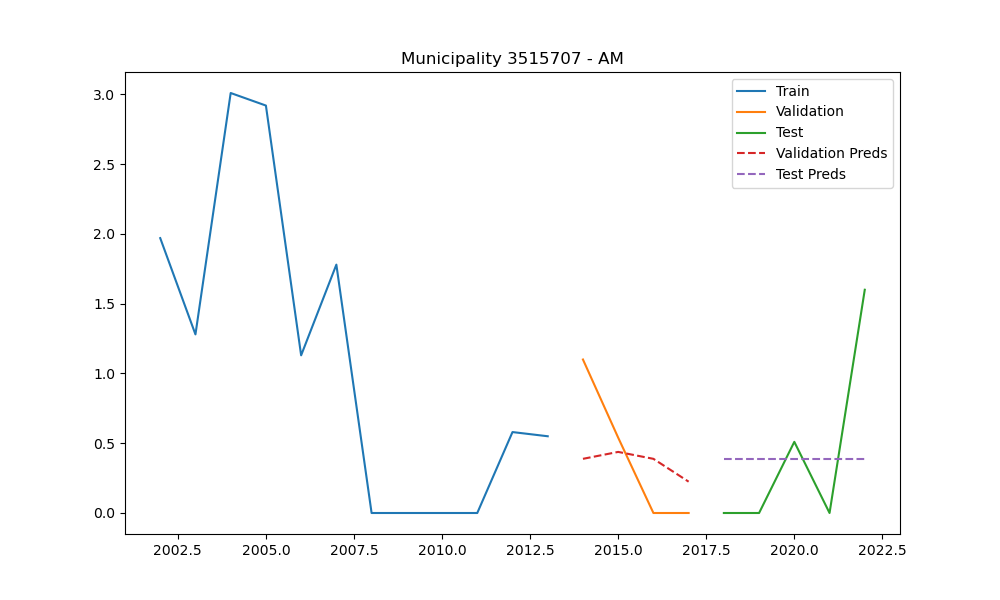 Municipality 3515707 - AM
Train
Validation
Test
Validation Preds
Test Preds
3.0
2.5
2.0
1.5
1.0
0.5
0.0
2002.5 2005.0 2007.5 2010.0 2012.5 2015.0 2017.5 2020.0 2022.5